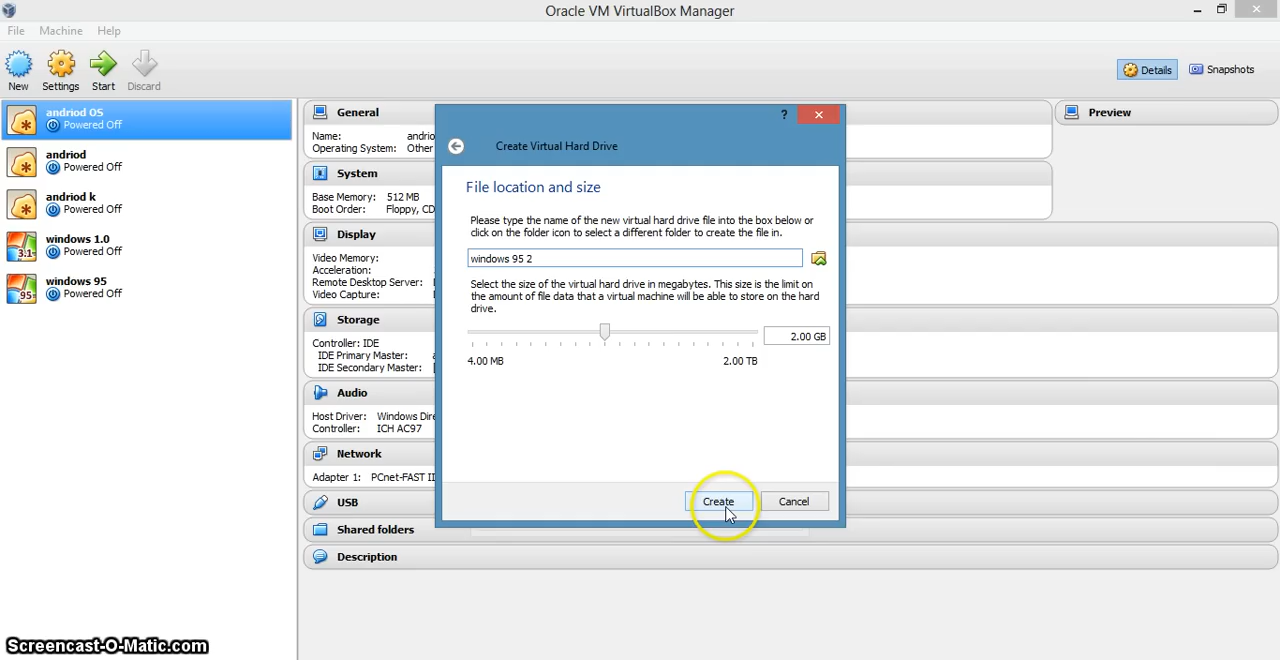 Oracle VM VirtualBox Manager
File Machine Help
New Settings Start Discard
Details Snapshots
andriod OS
Powered Off
andriod
Powered Off
andriod k
Powered Off
windows 1.0
Powered Off
3.1
windows 95
Powered Off
95
General
Name: andrio
Operating System: Other
System
Base Memory: 512 MB
Boot Order: Floppy, CD
Display
Video Memory:
Acceleration:
Remote Desktop Server:
Video Capture:
Storage
Controller: IDE
IDE Primary Master:
IDE Secondary Master:
Audio
Host Driver: Windows Dire
Controller: ICH AC97
Network
Adapter 1: PCnet-FAST II
USB
Shared folders
Description
Preview
?
Create Virtual Hard Drive
File location and size
Please type the name of the new virtual hard drive file into the box below or
click on the folder icon to select a different folder to create the file in.
windows 95 2
Select the size of the virtual hard drive in megabytes. This size is the limit on
the amount of file data that a virtual machine will be able to store on the hard
drive.
2.00 GB
4.00 MB 2.00 TB
Create Cancel
Screencast-O-Matic.com